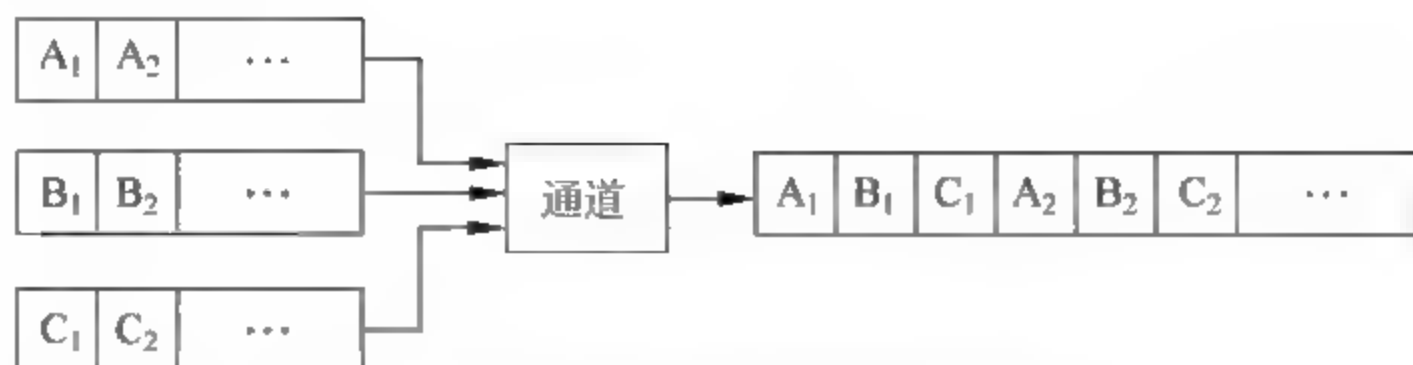 A₁ A₂ ···
B₁ B₂ ···
通道
A₁ B₁ C₁ A₂ B₂ C₂ ···
C₁ C₂ ···